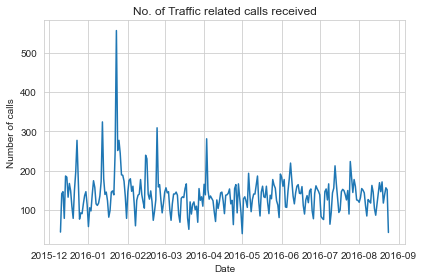 No. of Traffic related calls received
Number of calls
500
400
300
200
100
2015-12 2016-01 2016-02 2016-03 2016-04 2016-05 2016-06 2016-07 2016-08 2016-09
Date